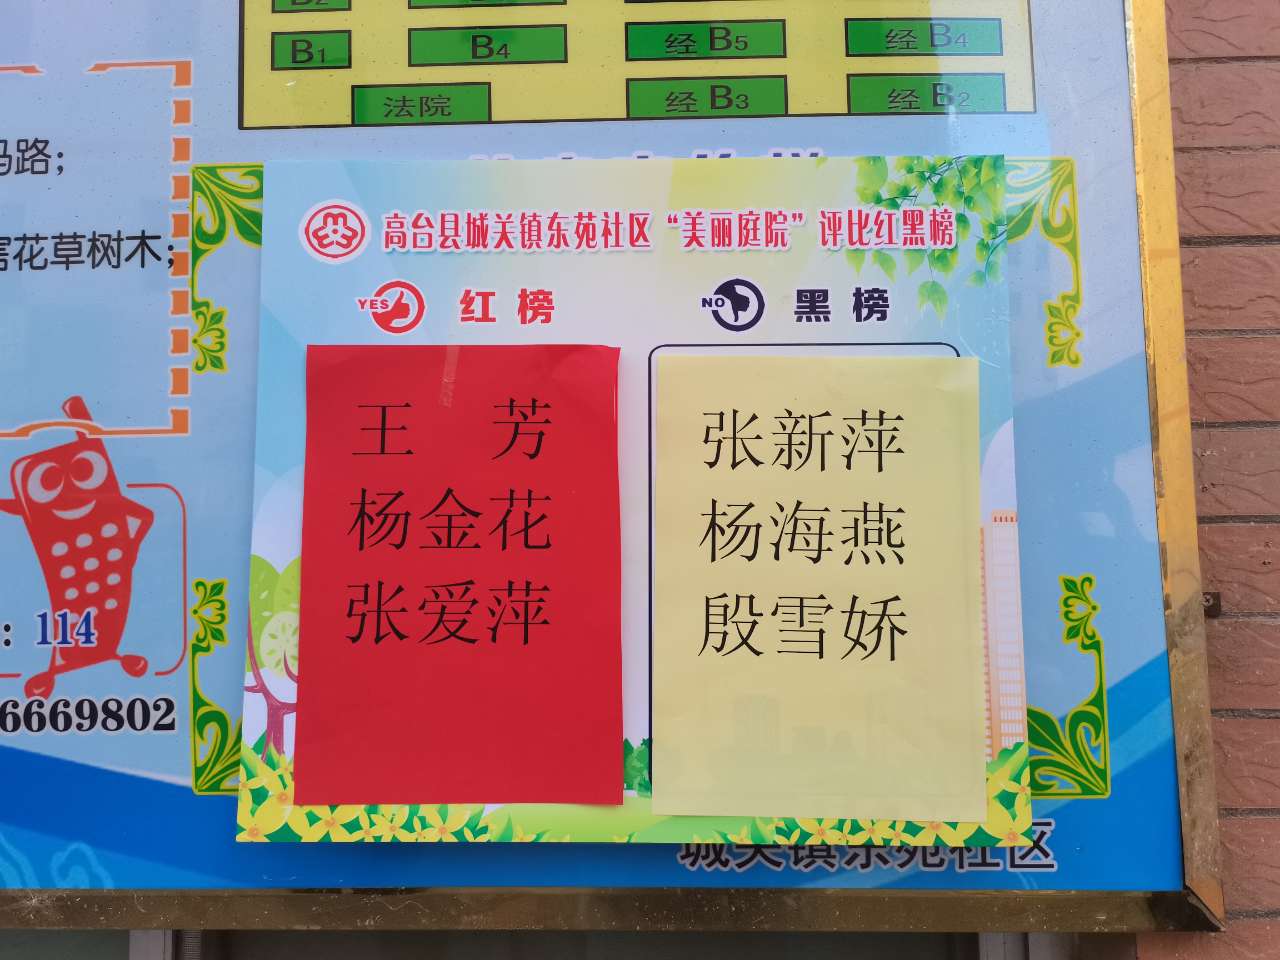 B1
B4
经 B5
经 B4
法院
经 B3
经 B2
马路；
花草树木；
高台县城关镇东苑社区“美丽庭院”评比红黑榜
YES
红榜
NO
黑榜
王 芳
杨金花
张爱萍
张新萍
杨海燕
殷雪娇
：114
6669802
城关镇东苑社区